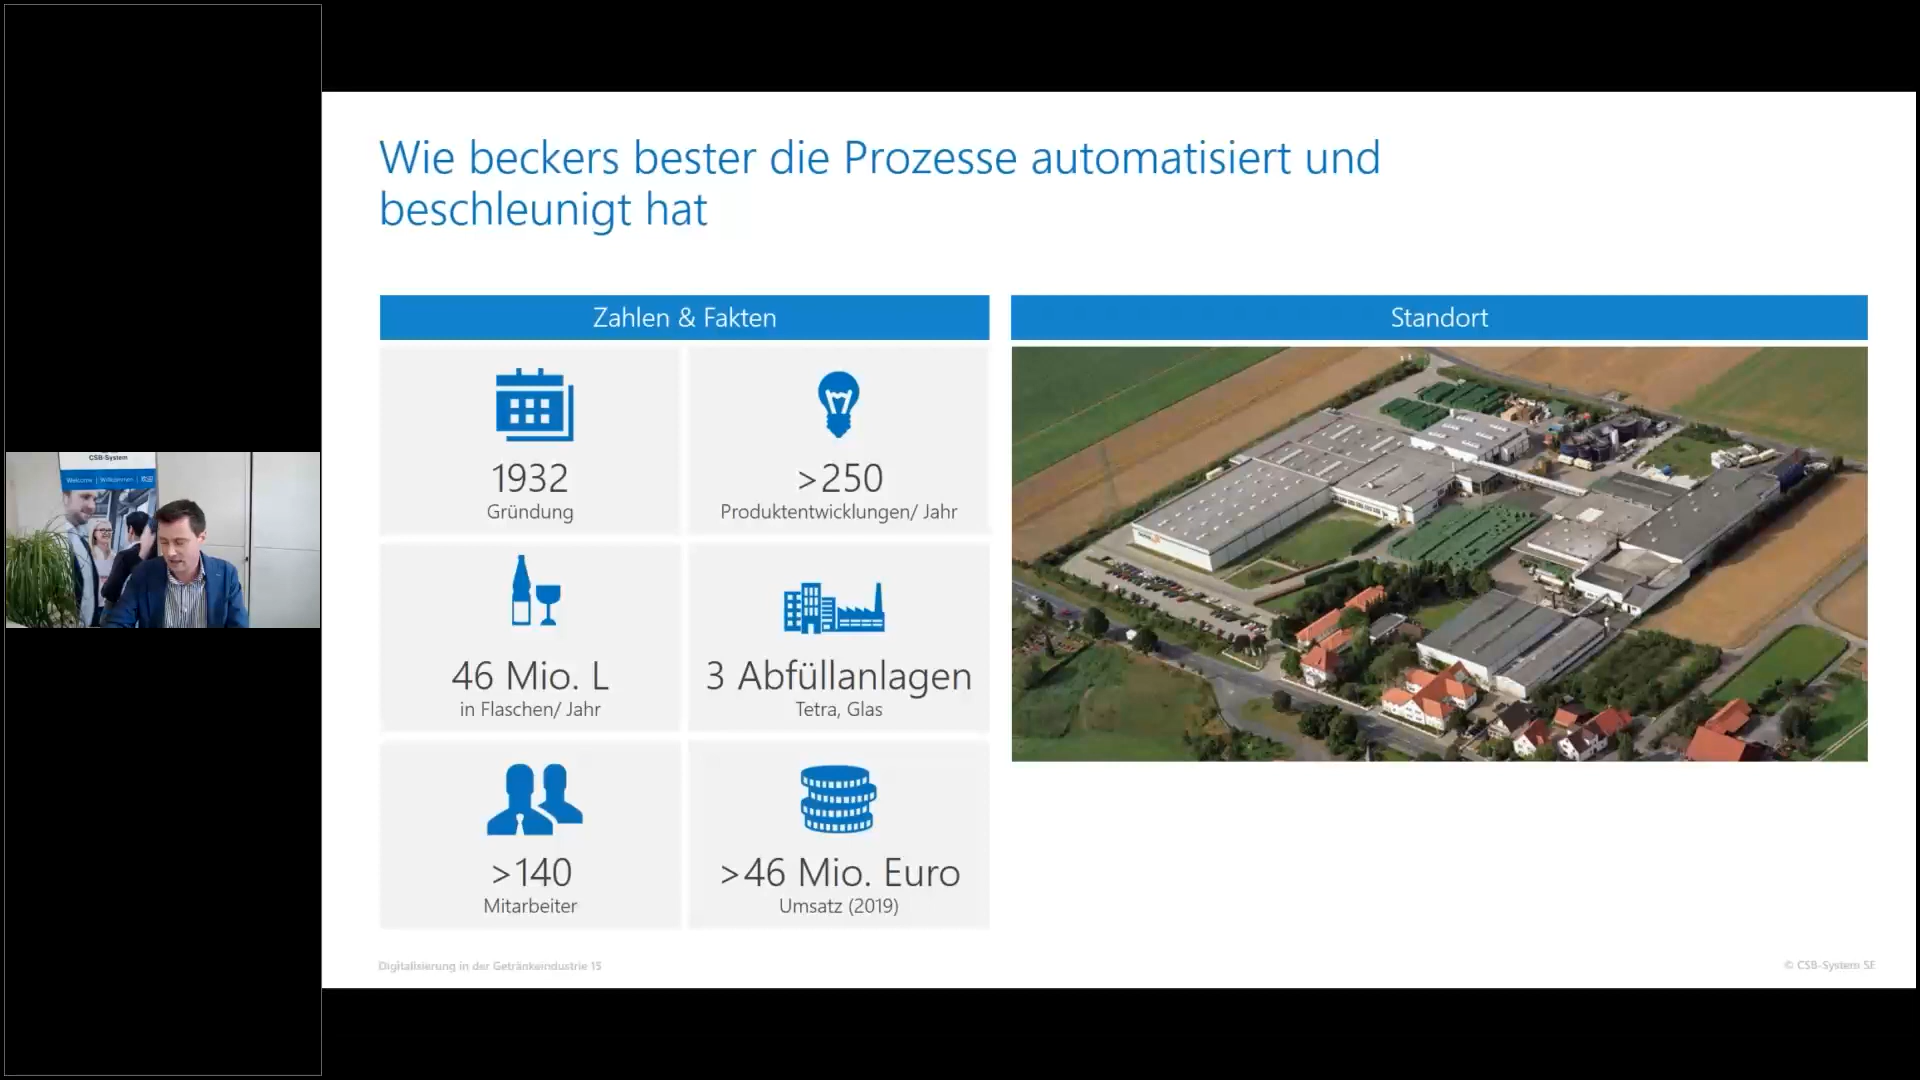 CSB-System
Welcome | Willkommen |
Wie beckers bester die Prozesse automatisiert und
beschleunigt hat
Zahlen & Fakten
Standort
1932
Gründung
>250
Produktentwicklungen/ Jahr
46 Mio. L
in Flaschen/ Jahr
3 Abfüllanlagen
Tetra, Glas
>140
Mitarbeiter
>46 Mio. Euro
Umsatz (2019)
Digitalisierung in der Getränkeindustrie 15
© CSB-System SE